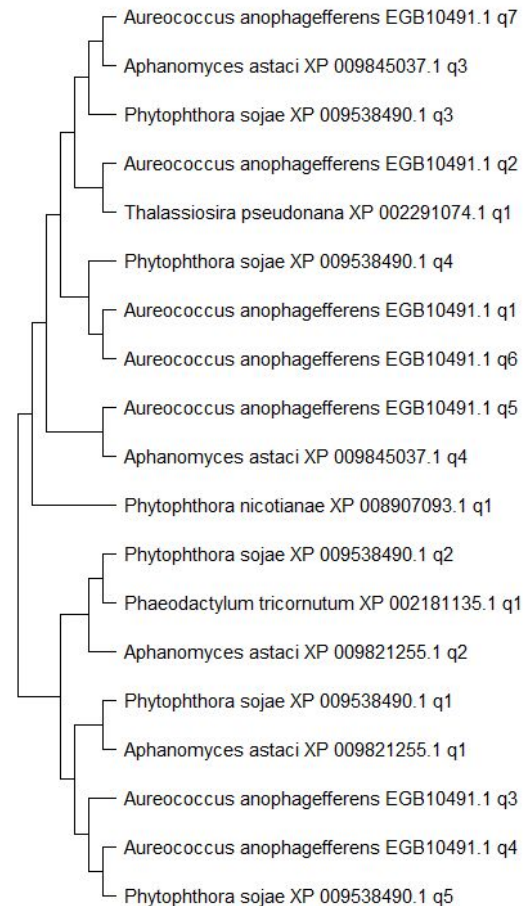 Aureococcus anophagefferens EGB10491.1 q7
Aphanomyces astaci XP 009845037.1 q3
Phytophthora sojae XP 009538490.1 q3
Aureococcus anophagefferens EGB10491.1 q2
Thalassiosira pseudonana XP 002291074.1 q1
Phytophthora sojae XP 009538490.1 q4
Aureococcus anophagefferens EGB10491.1 q1
Aureococcus anophagefferens EGB10491.1 q6
Aureococcus anophagefferens EGB10491.1 q5
Aphanomyces astaci XP 009845037.1 q4
Phytophthora nicotianae XP 008907093.1 q1
Phytophthora sojae XP 009538490.1 q2
Phaeodactylum tricornutum XP 002181135.1 q1
Aphanomyces astaci XP 009821255.1 q2
Phytophthora sojae XP 009538490.1 q1
Aphanomyces astaci XP 009821255.1 q1
Aureococcus anophagefferens EGB10491.1 q3
Aureococcus anophagefferens EGB10491.1 q4
Phytophthora sojae XP 009538490.1 q5